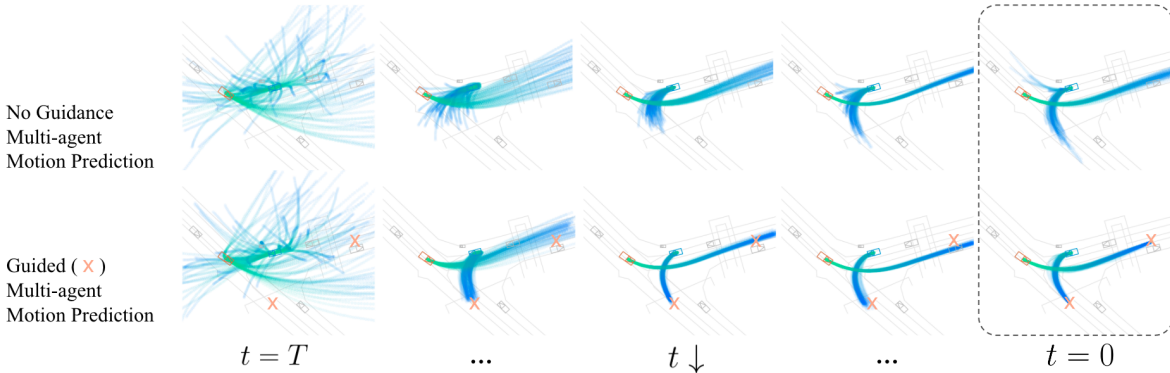 No Guidance
Multi-agent
Motion Prediction
Guided ( X )
Multi-agent
Motion Prediction
t = T
...
t ↓
...
t = 0